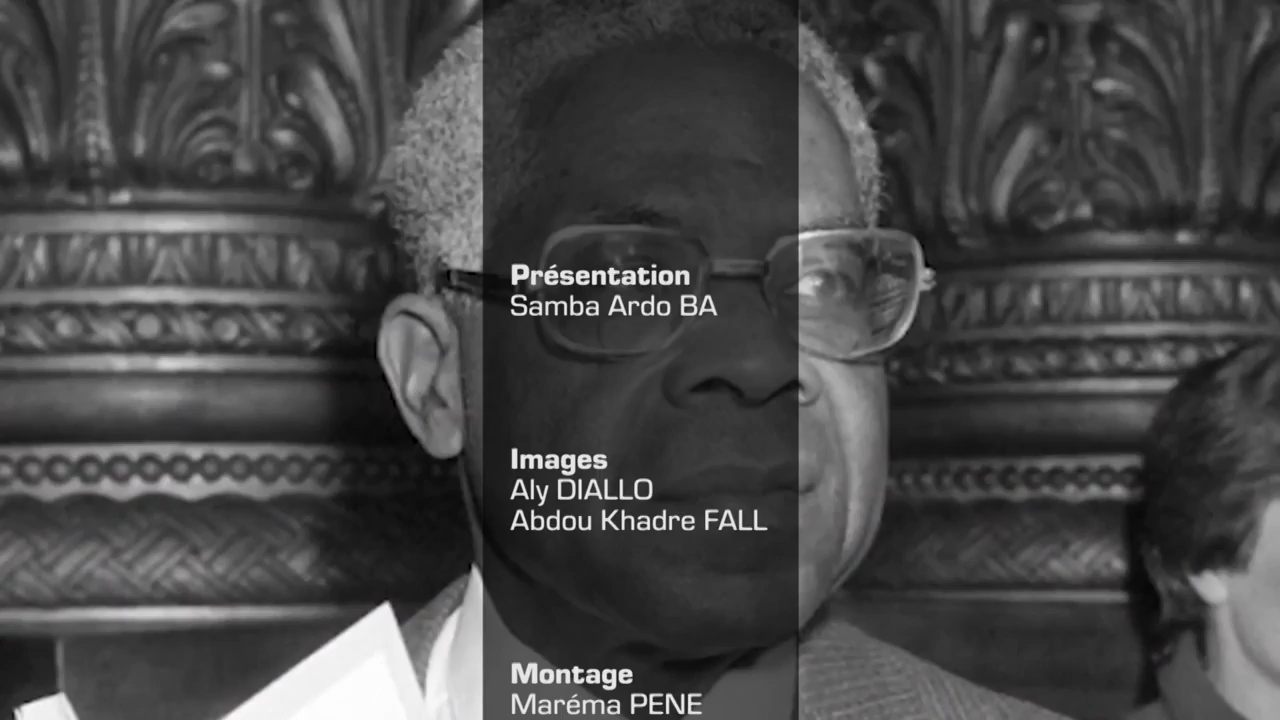 Présentation
Samba Ardo BA
Images
Aly DIALLO
Abdou Khadre FALL
Montage
Maréma PENE